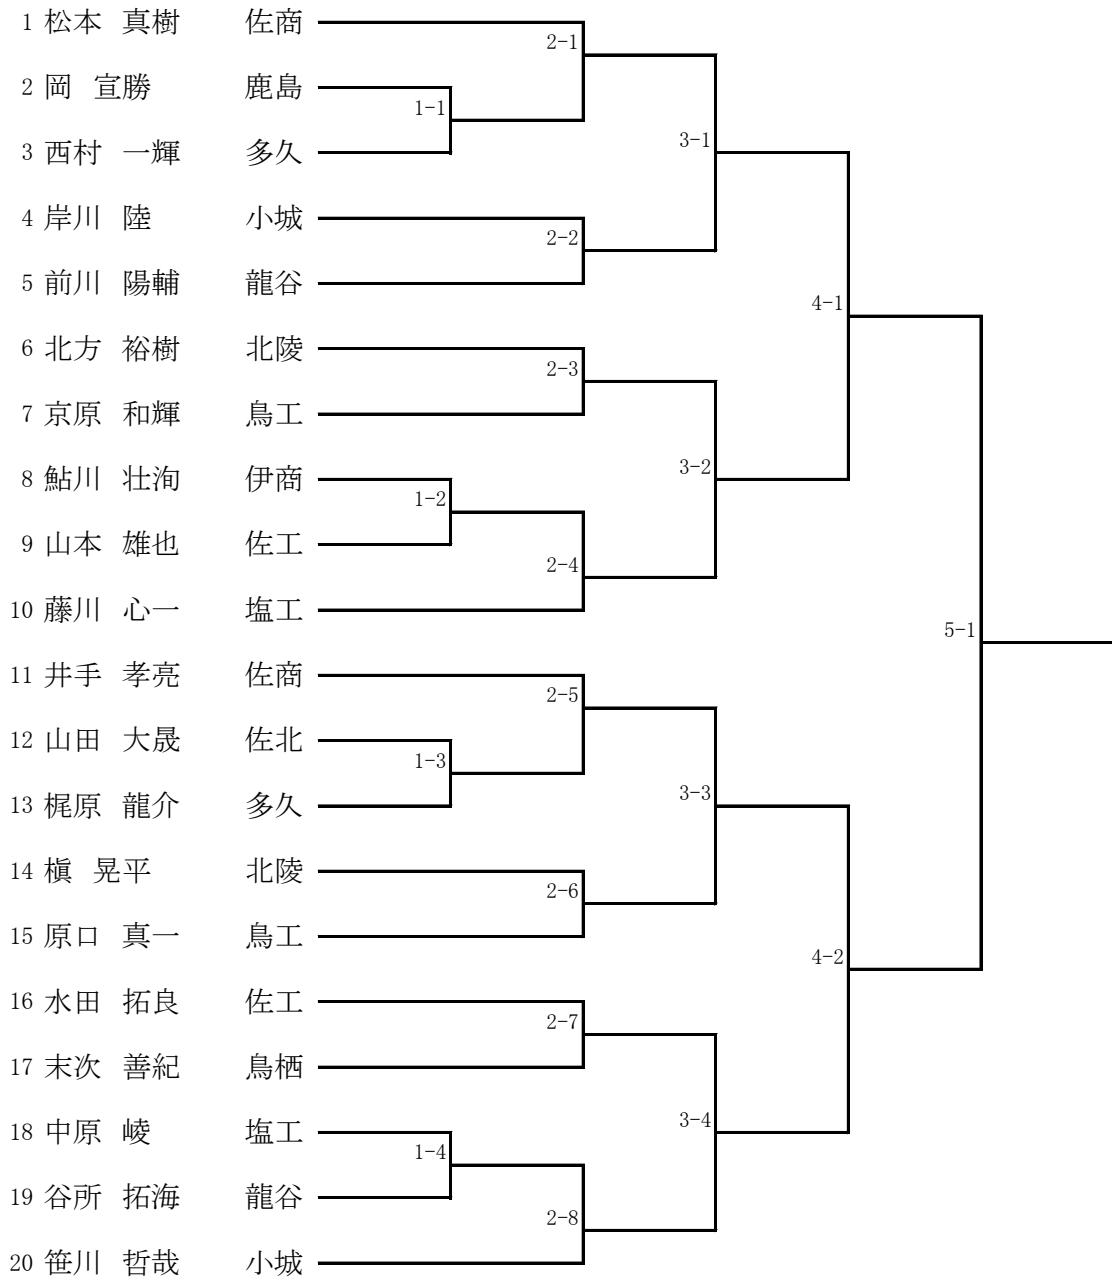 1 松本 真樹 佐商
2-1
2 岡 宣勝 鹿島
1-1
3 西村 一輝 多久
3-1
4 岸川 陸 小城
2-2
5 前川 陽輔 龍谷
4-1
6 北方 裕樹 北陵
2-3
7 京原 和輝 鳥工
3-2
8 鮎川 壮洵 伊商
1-2
9 山本 雄也 佐工
2-4
10 藤川 心一 塩工
5-1
11 井手 孝亮 佐商
2-5
12 山田 大晟 佐北
1-3
13 梶原 龍介 多久
3-3
14 槇 晃平 北陵
2-6
15 原口 真一 鳥工
4-2
16 水田 拓良 佐工
2-7
17 末次 善紀 鳥栖
3-4
18 中原 崚 塩工
1-4
19 谷所 拓海 龍谷
2-8
20 笹川 哲哉 小城